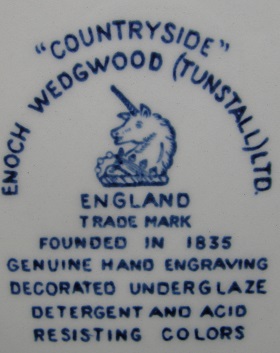 "COUNTRYSIDE"
ENOCH WEDGWOOD (TUNSTALL) LTD.
ENGLAND
TRADE MARK
FOUNDED IN 1835
GENUINE HAND ENGRAVING
DECORATED UNDERGLAZE
DETERGENT AND ACID
RESISTING COLORS